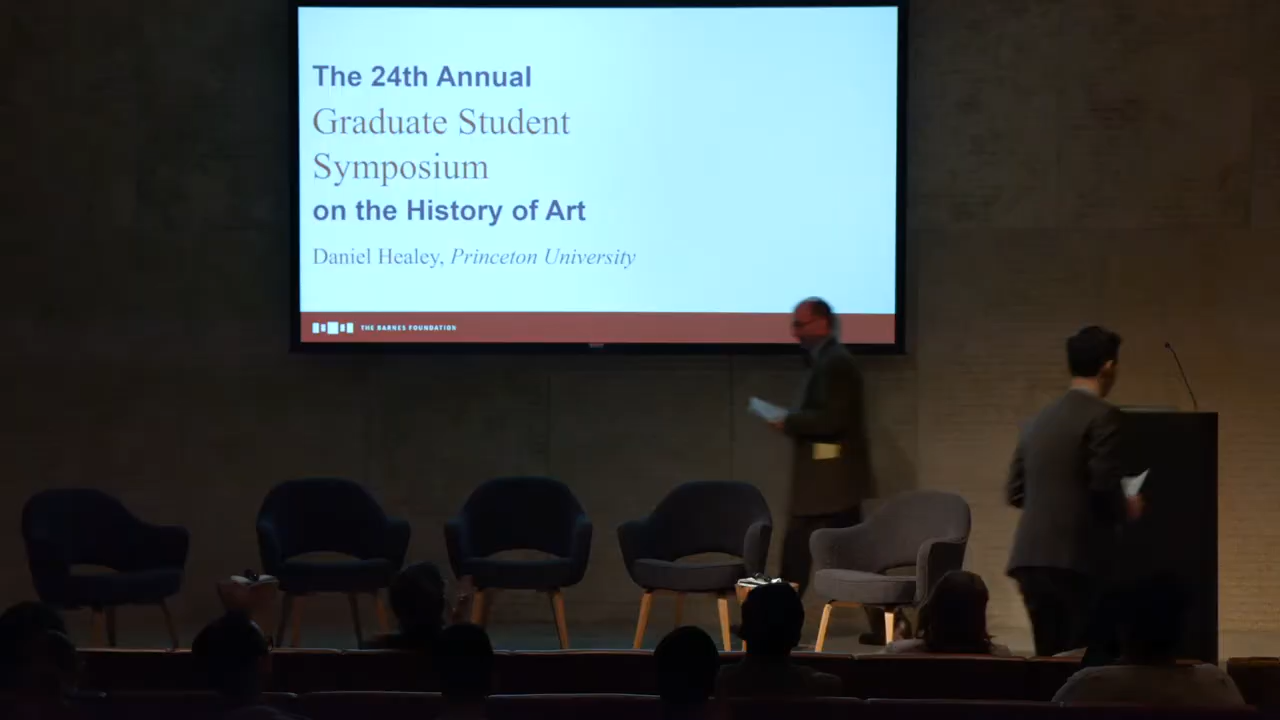 The 24th Annual
Graduate Student
Symposium
on the History of Art
Daniel Healey, Princeton University
THE BARNES FOUNDATION